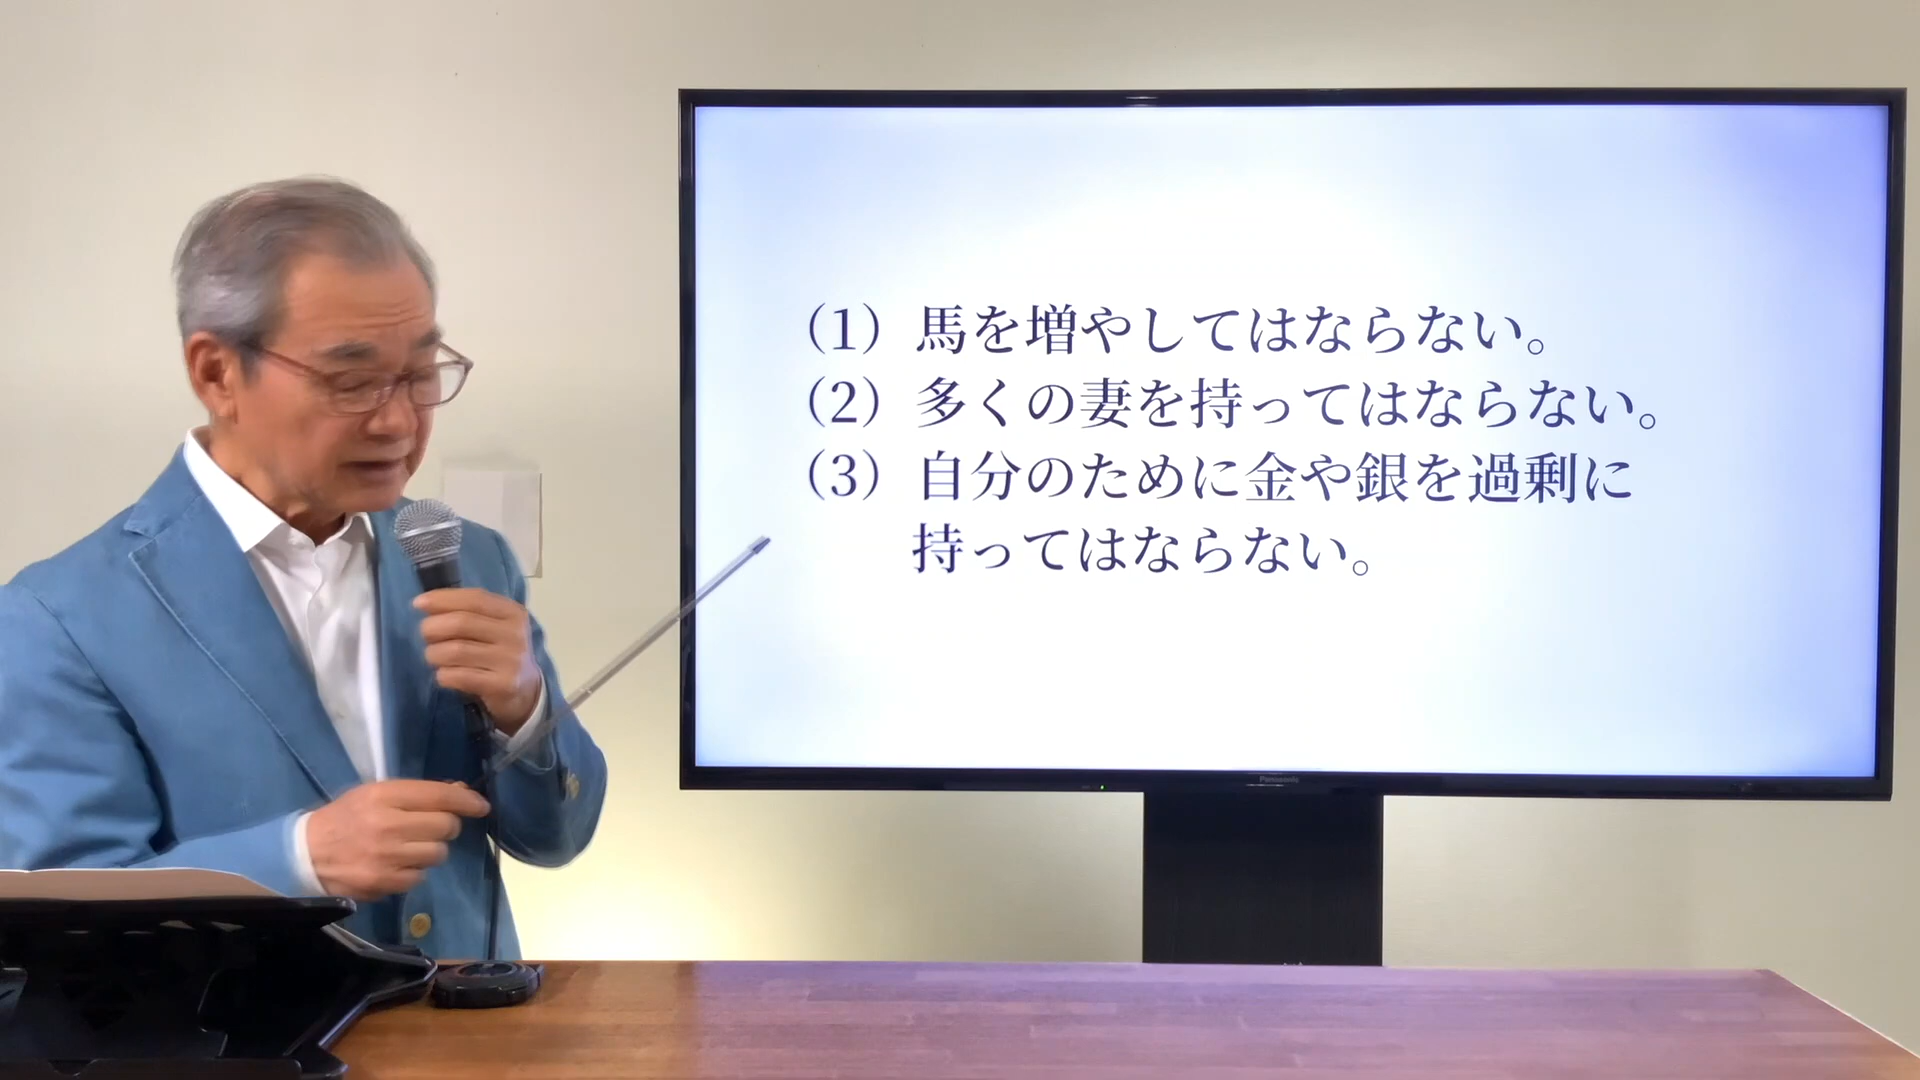 (1) 馬を増やしてはならない。
(2) 多くの妻を持ってはならない。
(3) 自分のために金や銀を過剰に
持ってはならない。
Panasonic